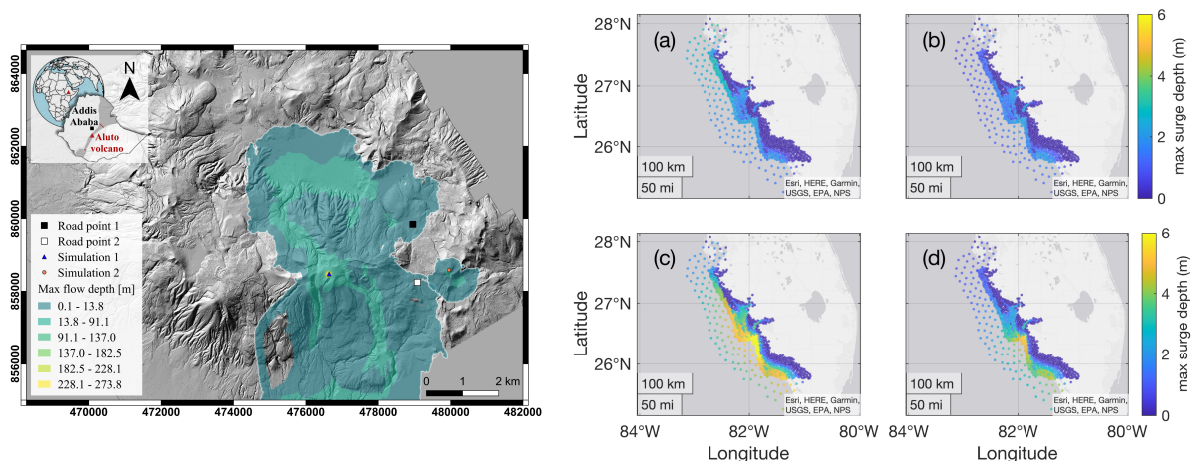 N
Addis
Ababa
Aluto
volcano
Road point 1
Road point 2
Simulation 1
Simulation 2
Max flow depth [m]
0.1 - 13.8
13.8 - 91.1
91.1 - 137.0
137.0 - 182.5
182.5 - 228.1
228.1 - 273.8
0 1 2 km
864000
862000
860000
858000
856000
470000 472000 474000 476000 478000 480000 482000
(a)
28°N
27°N
26°N
Latitude
100 km
50 mi
Esri, HERE, Garmin,
USGS, EPA, NPS
(b)
100 km
50 mi
Esri, HERE, Garmin,
USGS, EPA, NPS
6
4
2
0
max surge depth (m)
(c)
28°N
27°N
26°N
Latitude
100 km
50 mi
Esri, HERE, Garmin,
USGS, EPA, NPS
84°W 82°W 80°W
Longitude
(d)
100 km
50 mi
Esri, HERE, Garmin,
USGS, EPA, NPS
84°W 82°W 80°W
Longitude
6
4
2
0
max surge depth (m)